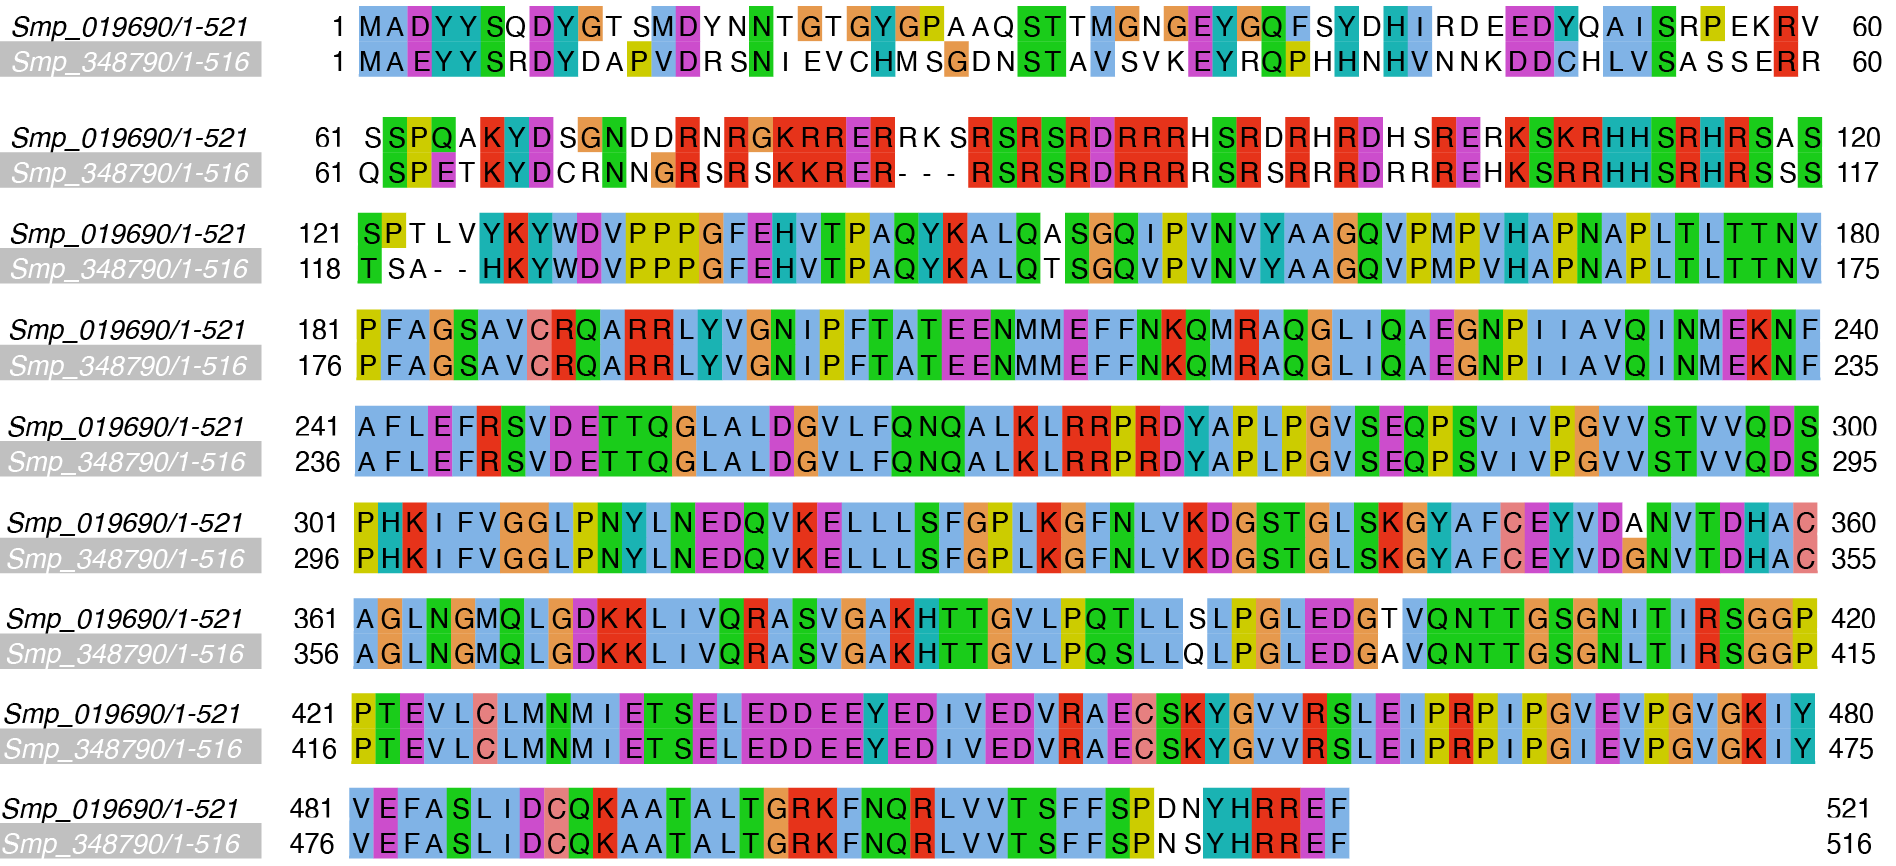 Smp_019690/1-521 1 MADYYSQDYGTSMDYNNTGTGYGPAAQSTTMGNGEYGQFSYDHIRDEEDYQAISRPEKRV 60
Smp_348790/1-516 1 MAEYYSRDYDAPVDRSNIEVCHMSGDNSTAVSVKEYRQPHHNHVNNKDDCHLVSASSERR 60
Smp_019690/1-521 61 SSPQAKYDSGNDDRNRGKRRERRKSRSRSRDRRRHSRDRHRDHSRERKSKRHHSRHRSAS 120
Smp_348790/1-516 61 QSPETKYDCRNNGRSRSKKRER---RSRSRDRRRRSRSRRRDRRREHKSRRHHSRHRSSS 117
Smp_019690/1-521 121 SPTLVYKYWDVPPPGFEHVTPAQYKALQASGQIPVNVYAAGQVPMPVHAPNAPLTLTTNV 180
Smp_348790/1-516 118 TSA--HKYWDVPPPGFEHVTPAQYKALQTSGQVPVNVYAAGQVPMPVHAPNAPLTLTTNV 175
Smp_019690/1-521 181 PFAGSAVCRQARRLYVGNIPFTATEENMMEFFNKQMRAQGLIQAEGNPIIAVQINMEKNF 240
Smp_348790/1-516 176 PFAGSAVCRQARRLYVGNIPFTATEENMMEFFNKQMRAQGLIQAEGNPIIAVQINMEKNF 235
Smp_019690/1-521 241 AFLEFRSVDETTQGLALDGVLFQNQALKLRRPRDYAPLPGVSEQPSVIVPGVVSTVVQDS 300
Smp_348790/1-516 236 AFLEFRSVDETTQGLALDGVLFQNQALKLRRPRDYAPLPGVSEQPSVIVPGVVSTVVQDS 295
Smp_019690/1-521 301 PHKIFVGGLPNYLNEDQVKELLLSFGPLKGFNLVKDGSTGLSKGYAFCEYVDANVTDHAC 360
Smp_348790/1-516 296 PHKIFVGGLPNYLNEDQVKELLLSFGPLKGFNLVKDGSTGLSKGYAFCEYVDGNVTDHAC 355
Smp_019690/1-521 361 AGLNGMQLGDKKLIVQRASVGAKHTTGVLPQTLLSLPGLEDGTVQNTTGSGNITIRSGGP 420
Smp_348790/1-516 356 AGLNGMQLGDKKLIVQRASVGAKHTTGVLPQSLLQLPGLEDGAVQNTTGSGNLTIRSGGP 415
Smp_019690/1-521 421 PTEVLCLMNMIETSELEDDEEYEDIVEDVRAECSKYGVVRSLEIPRPIPGVEVPGVGKIY 480
Smp_348790/1-516 416 PTEVLCLMNMIETSELEDDEEYEDIVEDVRAECSKYGVVRSLEIPRPIPGIEVPGVGKIY 475
Smp_019690/1-521 481 VEFASLIDCQKAATALTGRKFNQRLVVTSFFSPDNYHRREF 521
Smp_348790/1-516 476 VEFASLIDCQKAATALTGRKFNQRLVVTSFFSPNSYHRREF 516